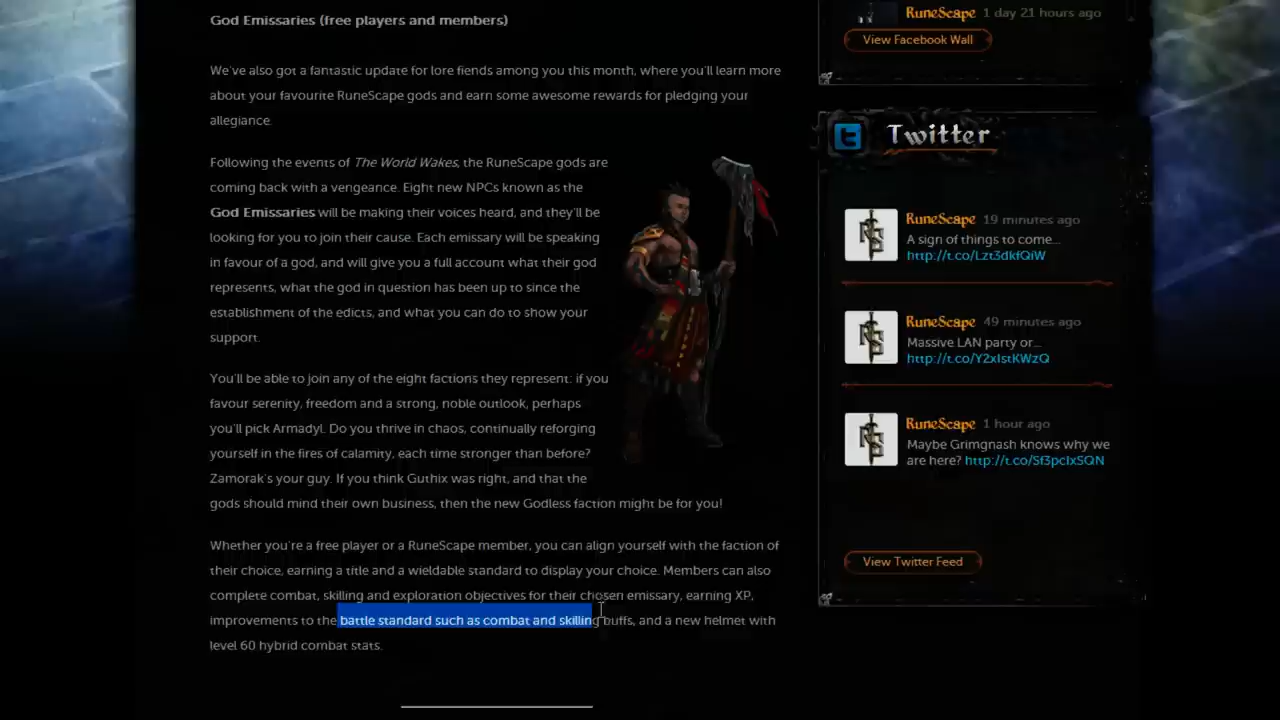 God Emissaries (free players and members)
We've also got a fantastic update for lore fiends among you this month, where you'll learn more
about your favourite RuneScape gods and earn some awesome rewards for pledging your
allegiance.
Following the events of The World Wakes, the RuneScape gods are
coming back with a vengeance. Eight new NPCs known as the
God Emissaries will be making their voices heard, and they'll be
looking for you to join their cause. Each emissary will be speaking
in favour of a god, and will give you a full account what their god
represents, what the god in question has been up to since the
establishment of the edicts, and what you can do to show your
support.
You'll be able to join any of the eight factions they represent: if you
favour serenity, freedom and a strong, noble outlook, perhaps
you'll pick Armadyl. Do you thrive in chaos, continually reforging
yourself in the fires of calamity, each time stronger than before?
Zamorak's your guy. If you think Guthix was right, and that the
gods should mind their own business, then the new Godless faction might be for you!
Whether you're a free player or a RuneScape member, you can align yourself with the faction of
their choice, earning a title and a wieldable standard to display your choice. Members can also
complete combat, skilling and exploration objectives for their chosen emissary, earning XP,
improvements to the battle standard such as combat and skilling buffs, and a new helmet with
level 60 hybrid combat stats.
RuneScape 1 day 21 hours ago
View Facebook Wall
Twitter
RuneScape 19 minutes ago
A sign of things to come...
http://t.co/Lzt3dkfQiW
RuneScape 49 minutes ago
Massive LAN party or...
http://t.co/Y2xIstKWzQ
RuneScape 1 hour ago
Maybe Grimgnash knows why we
are here? http://t.co/Sf3pcIxSQN
View Twitter Feed